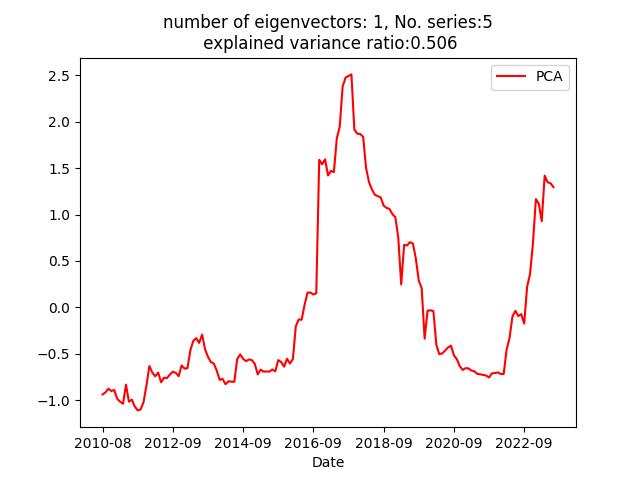 number of eigenvectors: 1, No. series:5
explained variance ratio:0.506
PCA
2.5
2.0
1.5
1.0
0.5
0.0
−0.5
−1.0
2010-08 2012-09 2014-09 2016-09 2018-09 2020-09 2022-09
Date